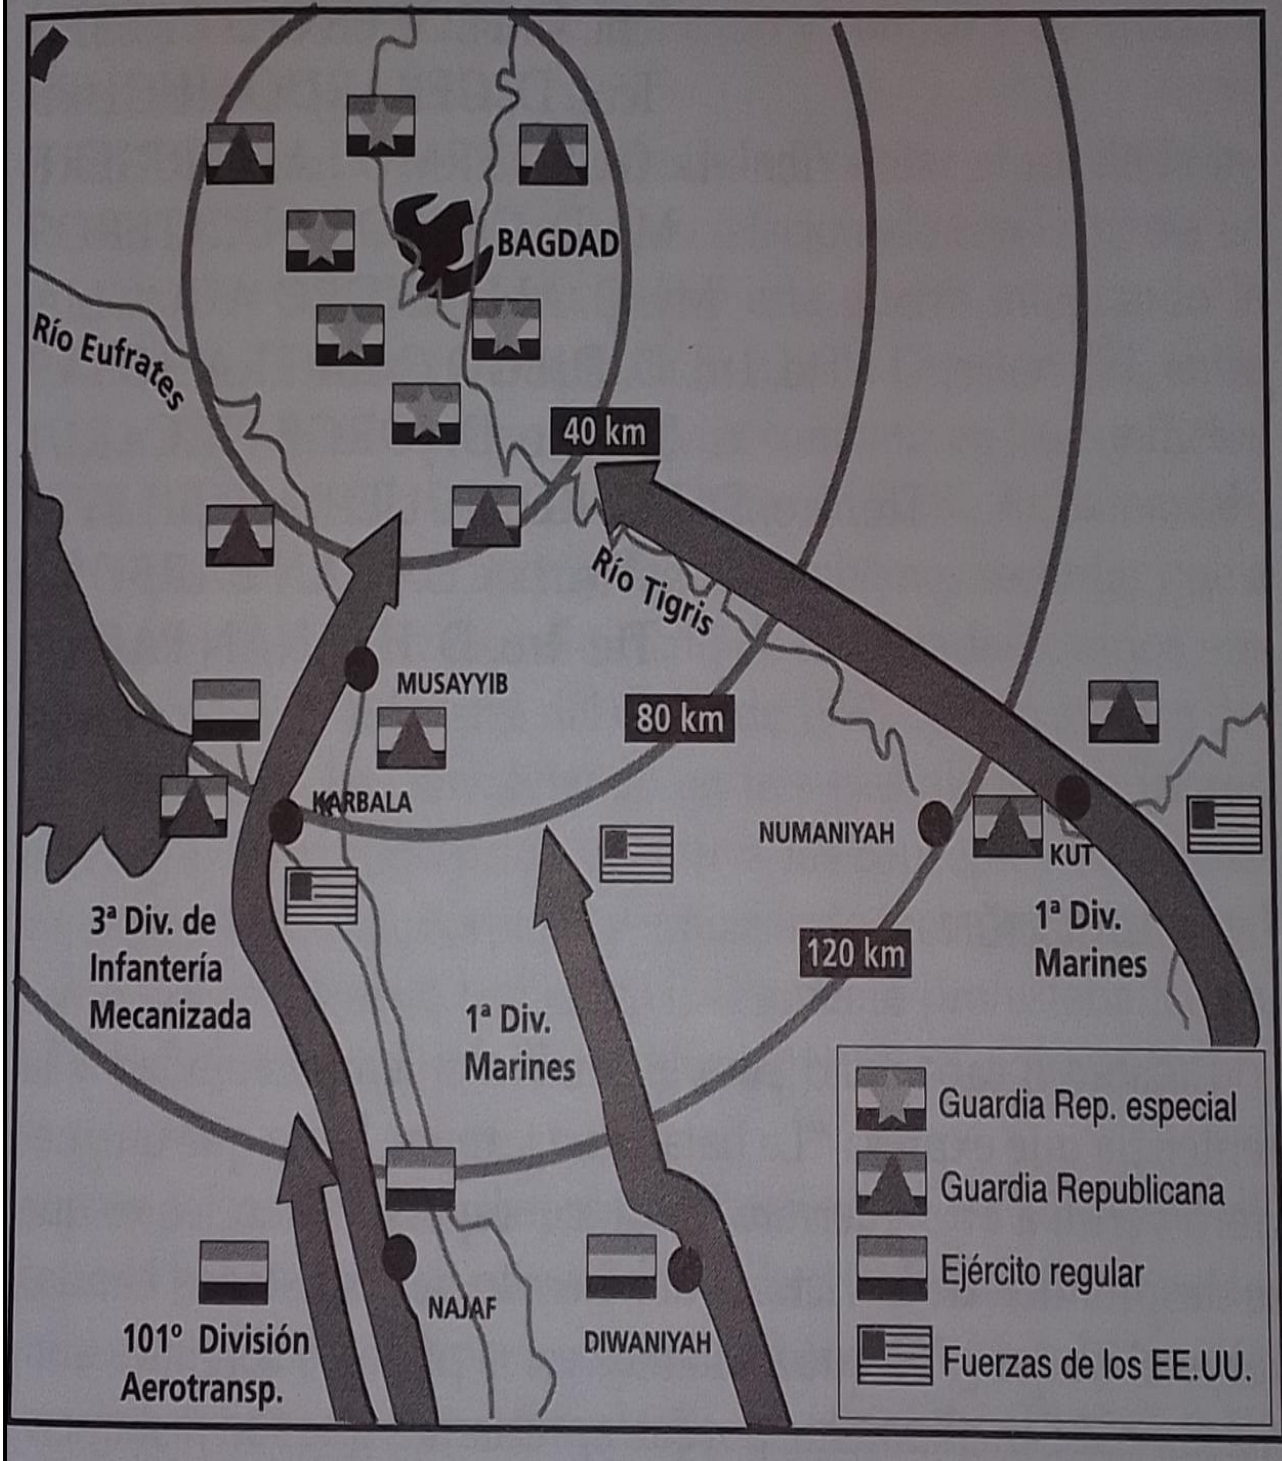 BAGDAD
Río Eufrates
40 km
Río Tigris
MUSAYYIB
80 km
KARBALA
NUMANIYAH
KUT
3ª Div. de
Infantería
Mecanizada
1ª Div.
Marines
120 km
1ª Div.
Marines
NAJAF
DIWANIYAH
101º División
Aerotransp.
Guardia Rep. especial
Guardia Republicana
Ejército regular
Fuerzas de los EE.UU.